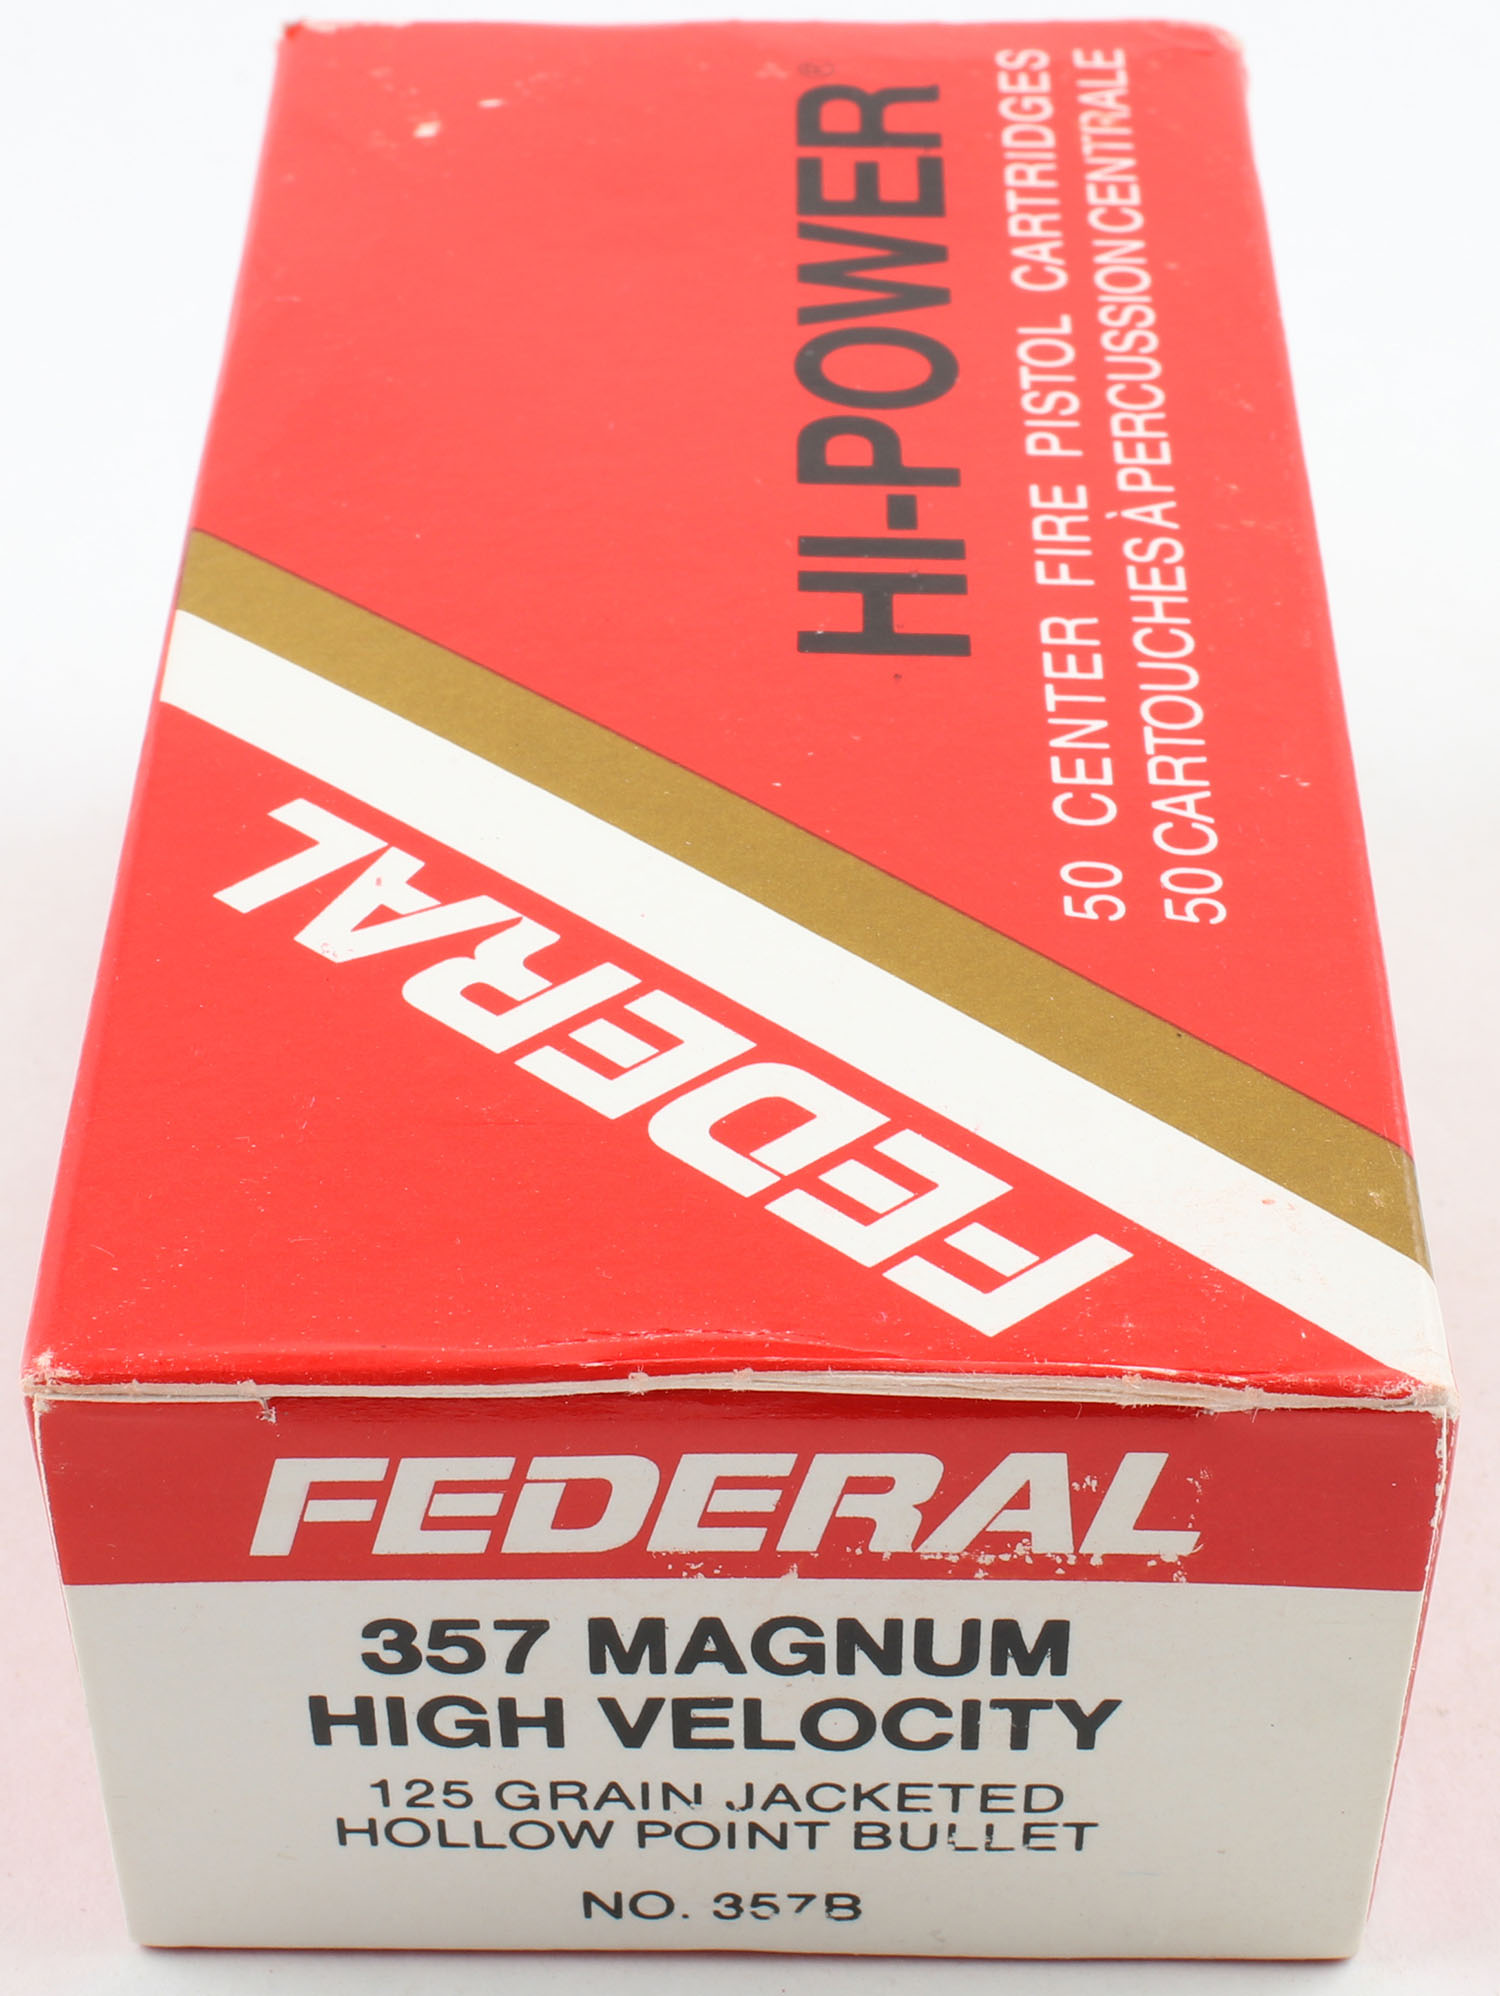 HI-POWER®
50 CENTER FIRE PISTOL CARTRIDGES
50 CARTOUCHES À PERCUSSION CENTRALE
FEDERAL
FEDERAL
357 MAGNUM
HIGH VELOCITY
125 GRAIN JACKETED
HOLLOW POINT BULLET
NO. 357B